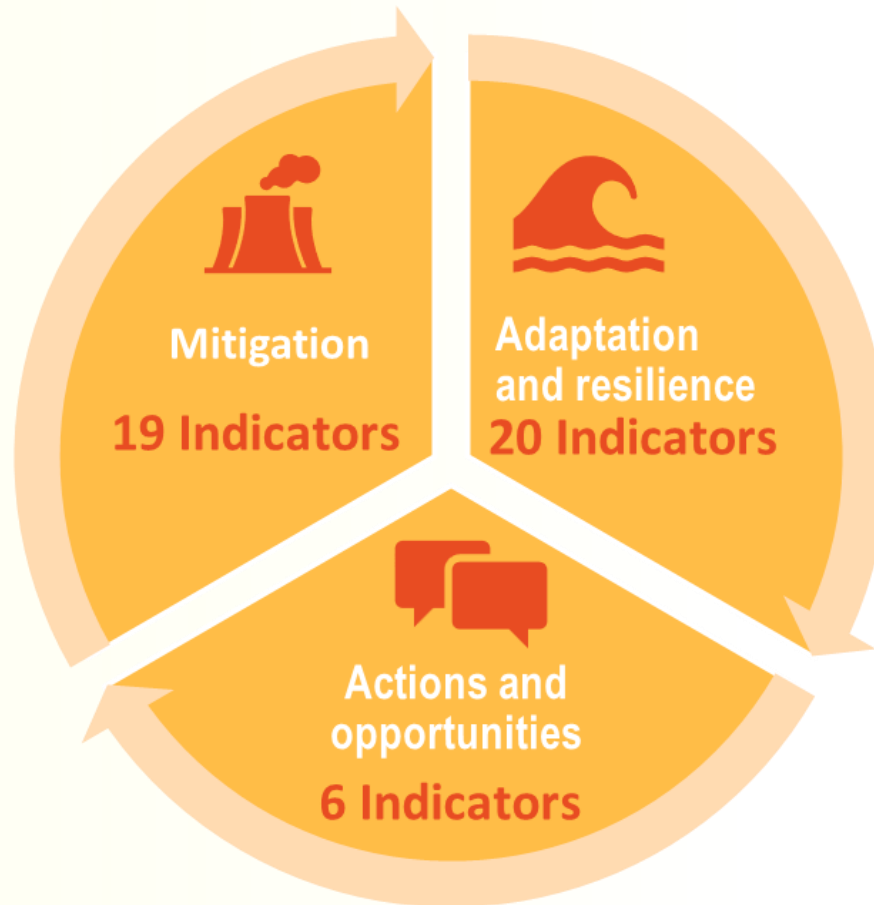 Mitigation
19 Indicators
Adaptation
and resilience
20 Indicators
Actions and
opportunities
6 Indicators